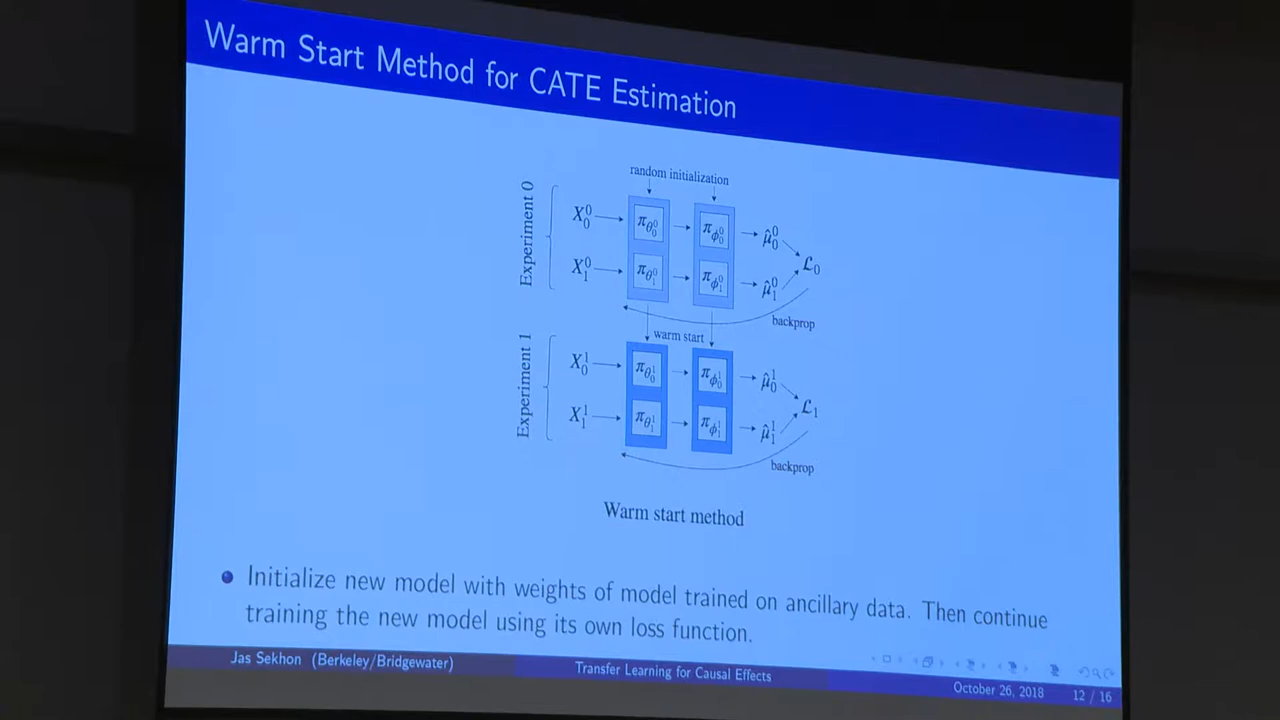 Warm Start Method for CATE Estimation
random initialization
Experiment 0
X₀⁰ π_θ₀⁰ π_ϕ₀⁰ μ̂₀⁰
ℒ₀
X₁⁰ π_θ₁⁰ π_ϕ₁⁰ μ̂₁⁰
backprop
warm start
Experiment 1
X₀¹ π_θ₀¹ π_ϕ₀¹ μ̂₀¹
ℒ₁
X₁¹ π_θ₁¹ π_ϕ₁¹ μ̂₁¹
backprop
Warm start method
Initialize new model with weights of model trained on ancillary data. Then continue
training the new model using its own loss function.
Jas Sekhon (Berkeley/Bridgewater) Transfer Learning for Causal Effects October 26, 2018 12 / 16